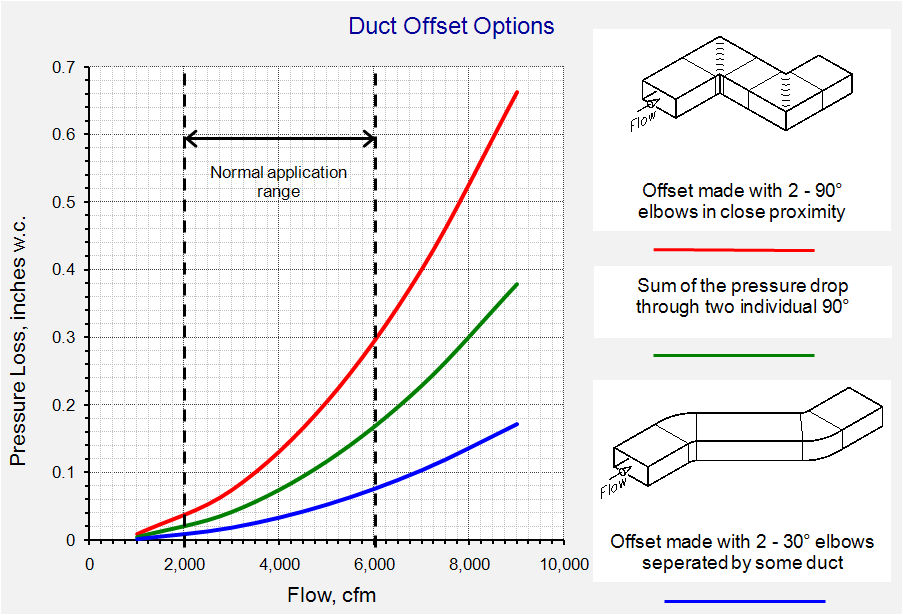 Duct Offset Options
Pressure Loss, inches w.c.
0.7
0.6
0.5
0.4
0.3
0.2
0.1
0
Normal application
range
0
2,000
4,000
6,000
8,000
10,000
Flow, cfm
Flow
Offset made with 2 - 90°
elbows in close proximity
Sum of the pressure drop
through two individual 90°
Flow
Offset made with 2 - 30° elbows
seperated by some duct